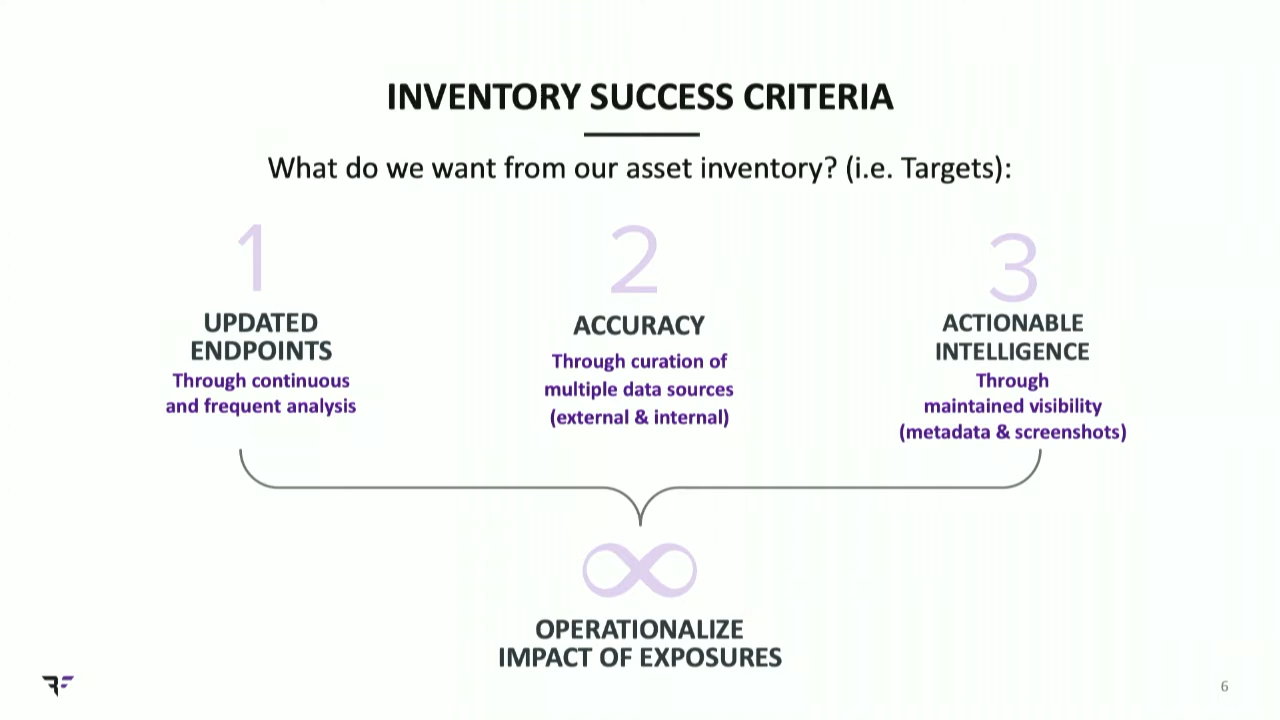 INVENTORY SUCCESS CRITERIA
What do we want from our asset inventory? (i.e. Targets):
1
UPDATED
ENDPOINTS
Through continuous
and frequent analysis
2
ACCURACY
Through curation of
multiple data sources
(external & internal)
3
ACTIONABLE
INTELLIGENCE
Through
maintained visibility
(metadata & screenshots)
∞
OPERATIONALIZE
IMPACT OF EXPOSURES
6